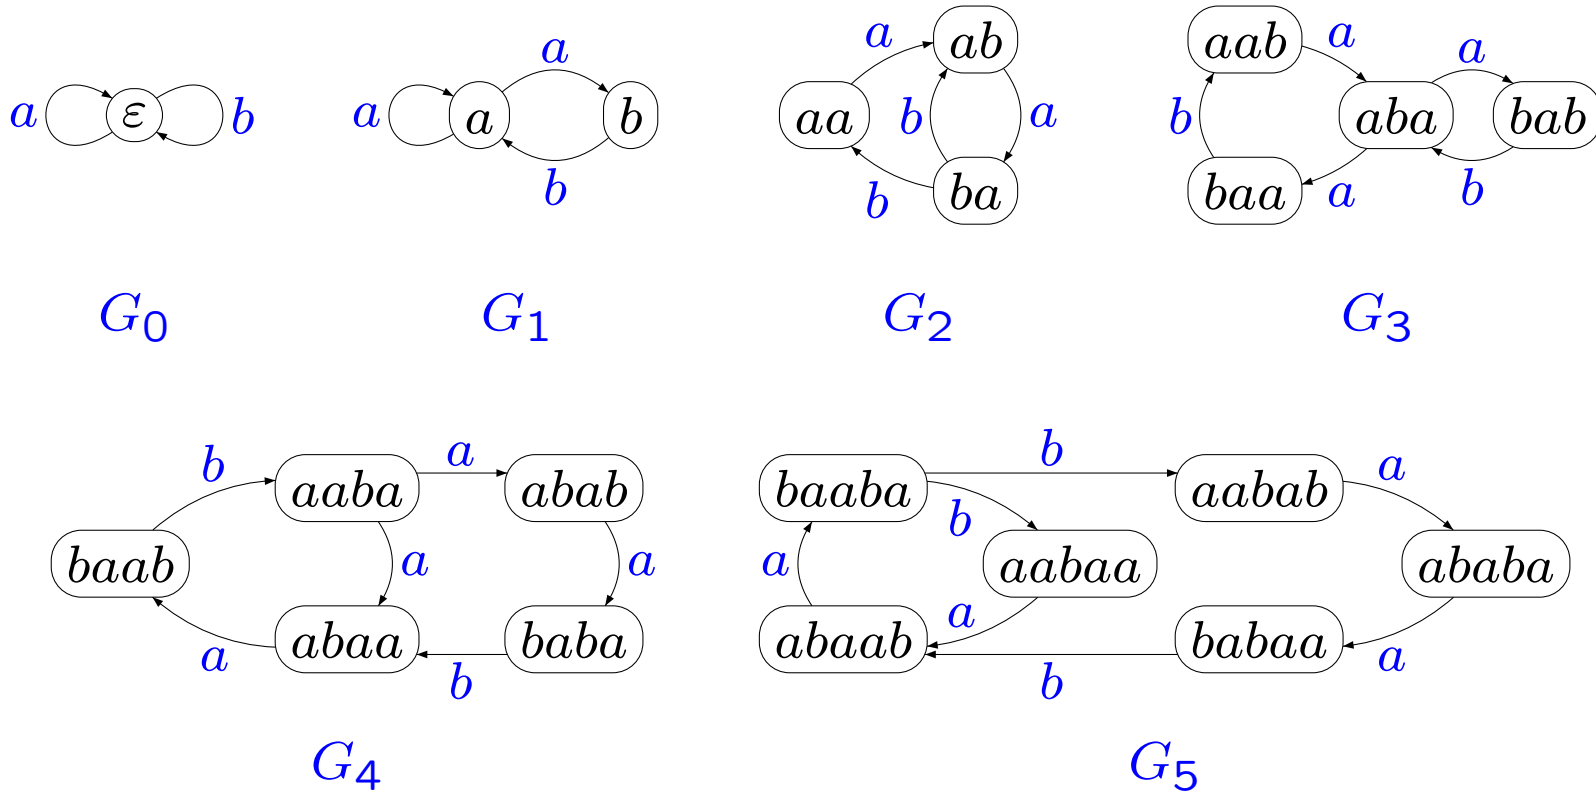 a ε b
a a a b b
aa a ab b a b ba
aab a b baa a aba a bab b
G0 G1 G2 G3
baab b aaba a abab
a a
a abaa b baba
baaba b aabab a
a b aabaa ababa
abaab a b babaa a
G4 G5